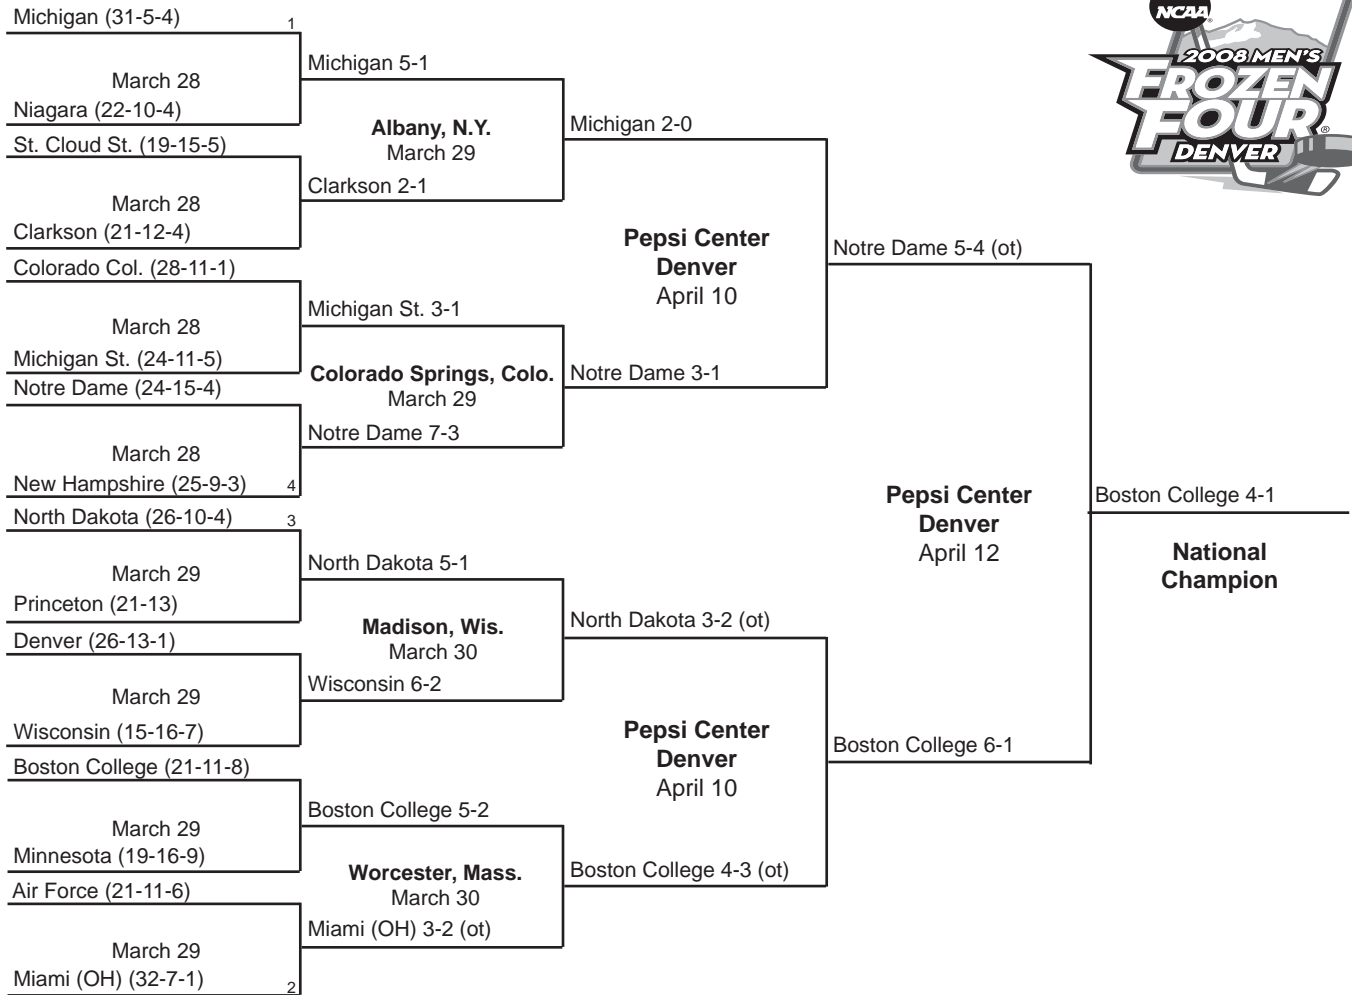 Michigan (31-5-4)
1
March 28
Niagara (22-10-4)
St. Cloud St. (19-15-5)
March 28
Clarkson (21-12-4)
Colorado Col. (28-11-1)
March 28
Michigan St. (24-11-5)
Notre Dame (24-15-4)
March 28
New Hampshire (25-9-3)
4
North Dakota (26-10-4)
3
March 29
Princeton (21-13)
Denver (26-13-1)
March 29
Wisconsin (15-16-7)
Boston College (21-11-8)
March 29
Minnesota (19-16-9)
Air Force (21-11-6)
March 29
Miami (OH) (32-7-1)
2
Michigan 5-1
Albany, N.Y.
March 29
Clarkson 2-1
Michigan St. 3-1
Colorado Springs, Colo.
March 29
Notre Dame 7-3
North Dakota 5-1
Madison, Wis.
March 30
Wisconsin 6-2
Boston College 5-2
Worcester, Mass.
March 30
Miami (OH) 3-2 (ot)
Michigan 2-0
Pepsi Center
Denver
April 10
Notre Dame 3-1
North Dakota 3-2 (ot)
Pepsi Center
Denver
April 10
Boston College 4-3 (ot)
Notre Dame 5-4 (ot)
Pepsi Center
Denver
April 12
Boston College 6-1
Boston College 4-1
National
Champion
NCAA
2008 MEN'S
FROZEN
FOUR®
DENVER